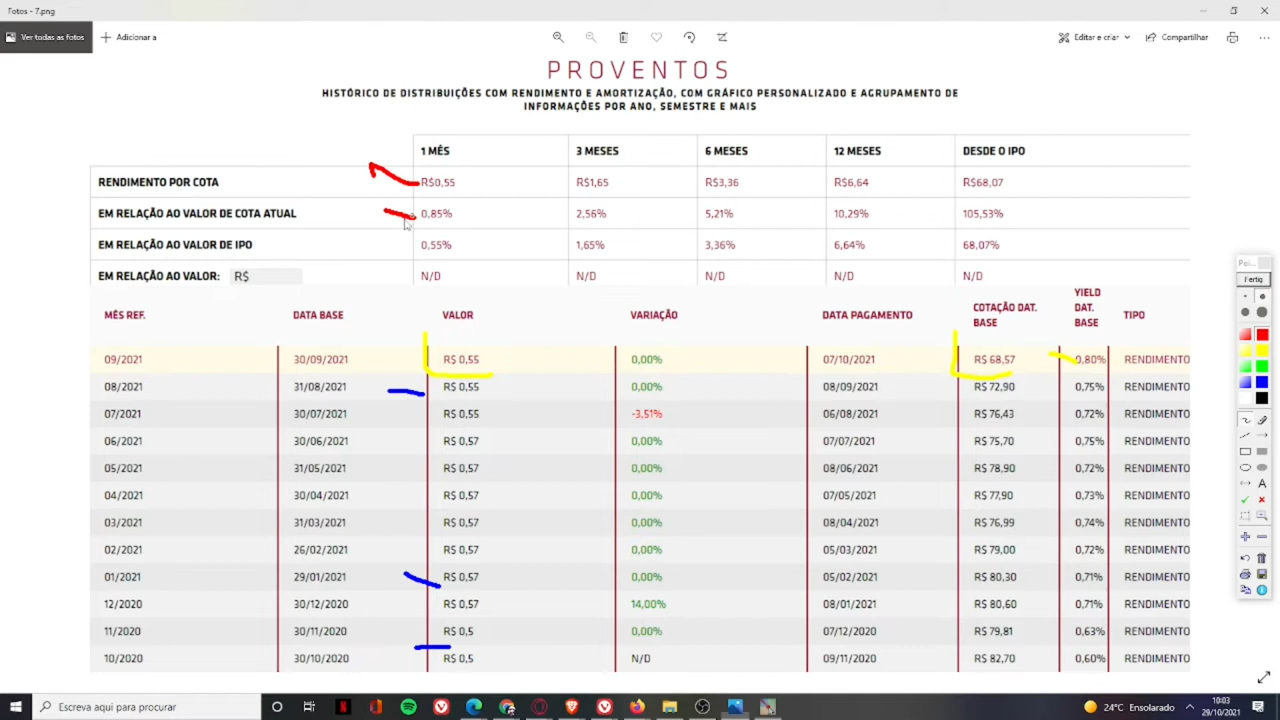 Fotos - 7.png
Ver todas as fotos
Adicionar a
Editar e criar
Compartilhar
PROVENTOS
HISTÓRICO DE DISTRIBUIÇÕES COM RENDIMENTO E AMORTIZAÇÃO, COM GRÁFICO PERSONALIZADO E AGRUPAMENTO DE
INFORMAÇÕES POR ANO, SEMESTRE E MAIS
1 MÊS 3 MESES 6 MESES 12 MESES DESDE O IPO
RENDIMENTO POR COTA R$0,55 R$1,65 R$3,36 R$6,64 R$68,07
EM RELAÇÃO AO VALOR DE COTA ATUAL 0,85% 2,56% 5,21% 10,29% 105,53%
EM RELAÇÃO AO VALOR DE IPO 0,55% 1,65% 3,36% 6,64% 68,07%
EM RELAÇÃO AO VALOR: R$ N/D N/D N/D N/D N/D
MÊS REF. DATA BASE VALOR VARIAÇÃO DATA PAGAMENTO COTAÇÃO DAT. BASE YIELD DAT. BASE TIPO
09/2021 30/09/2021 R$ 0,55 0,00% 07/10/2021 R$ 68,57 0,80% RENDIMENTO
08/2021 31/08/2021 R$ 0,55 0,00% 08/09/2021 R$ 72,90 0,75% RENDIMENTO
07/2021 30/07/2021 R$ 0,55 -3,51% 06/08/2021 R$ 76,43 0,72% RENDIMENTO
06/2021 30/06/2021 R$ 0,57 0,00% 07/07/2021 R$ 75,70 0,75% RENDIMENTO
05/2021 31/05/2021 R$ 0,57 0,00% 08/06/2021 R$ 78,90 0,72% RENDIMENTO
04/2021 30/04/2021 R$ 0,57 0,00% 07/05/2021 R$ 77,90 0,73% RENDIMENTO
03/2021 31/03/2021 R$ 0,57 0,00% 08/04/2021 R$ 76,99 0,74% RENDIMENTO
02/2021 26/02/2021 R$ 0,57 0,00% 05/03/2021 R$ 79,00 0,72% RENDIMENTO
01/2021 29/01/2021 R$ 0,57 0,00% 05/02/2021 R$ 80,30 0,71% RENDIMENTO
12/2020 30/12/2020 R$ 0,57 14,00% 08/01/2021 R$ 80,60 0,71% RENDIMENTO
11/2020 30/11/2020 R$ 0,5 0,00% 07/12/2020 R$ 79,81 0,63% RENDIMENTO
10/2020 30/10/2020 R$ 0,5 N/D 09/11/2020 R$ 82,70 0,60% RENDIMENTO
Poi...
Fertig
A
Escreva aqui para procurar
24°C Ensolarado
10:03
29/10/2021